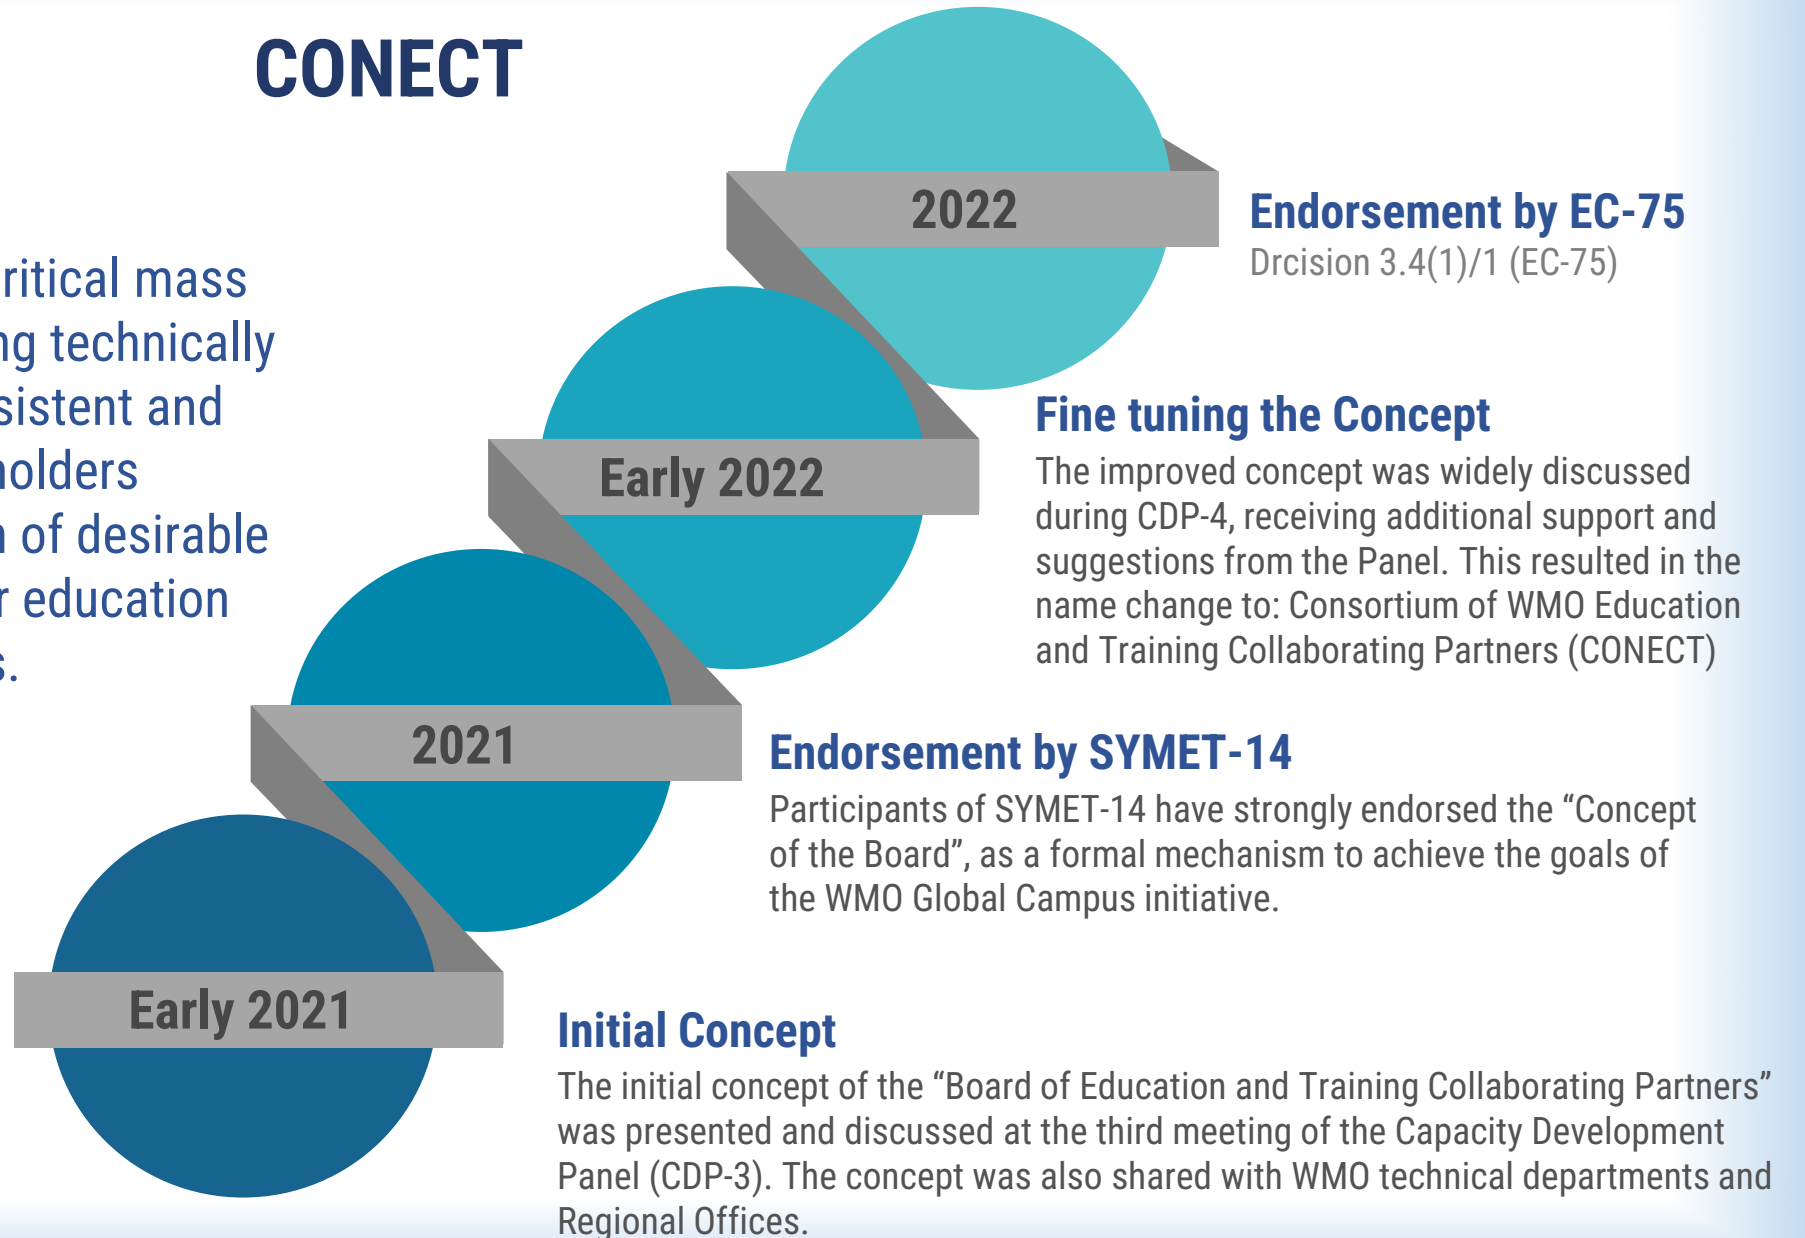 CONECT
ritical mass
ng technically
sistent and
holders
n of desirable
r education
s.
2022
Endorsement by EC-75
Drcision 3.4(1)/1 (EC-75)
Early 2022
Fine tuning the Concept
The improved concept was widely discussed
during CDP-4, receiving additional support and
suggestions from the Panel. This resulted in the
name change to: Consortium of WMO Education
and Training Collaborating Partners (CONECT)
2021
Endorsement by SYMET-14
Participants of SYMET-14 have strongly endorsed the “Concept
of the Board”, as a formal mechanism to achieve the goals of
the WMO Global Campus initiative.
Early 2021
Initial Concept
The initial concept of the “Board of Education and Training Collaborating Partners”
was presented and discussed at the third meeting of the Capacity Development
Panel (CDP-3). The concept was also shared with WMO technical departments and
Regional Offices.